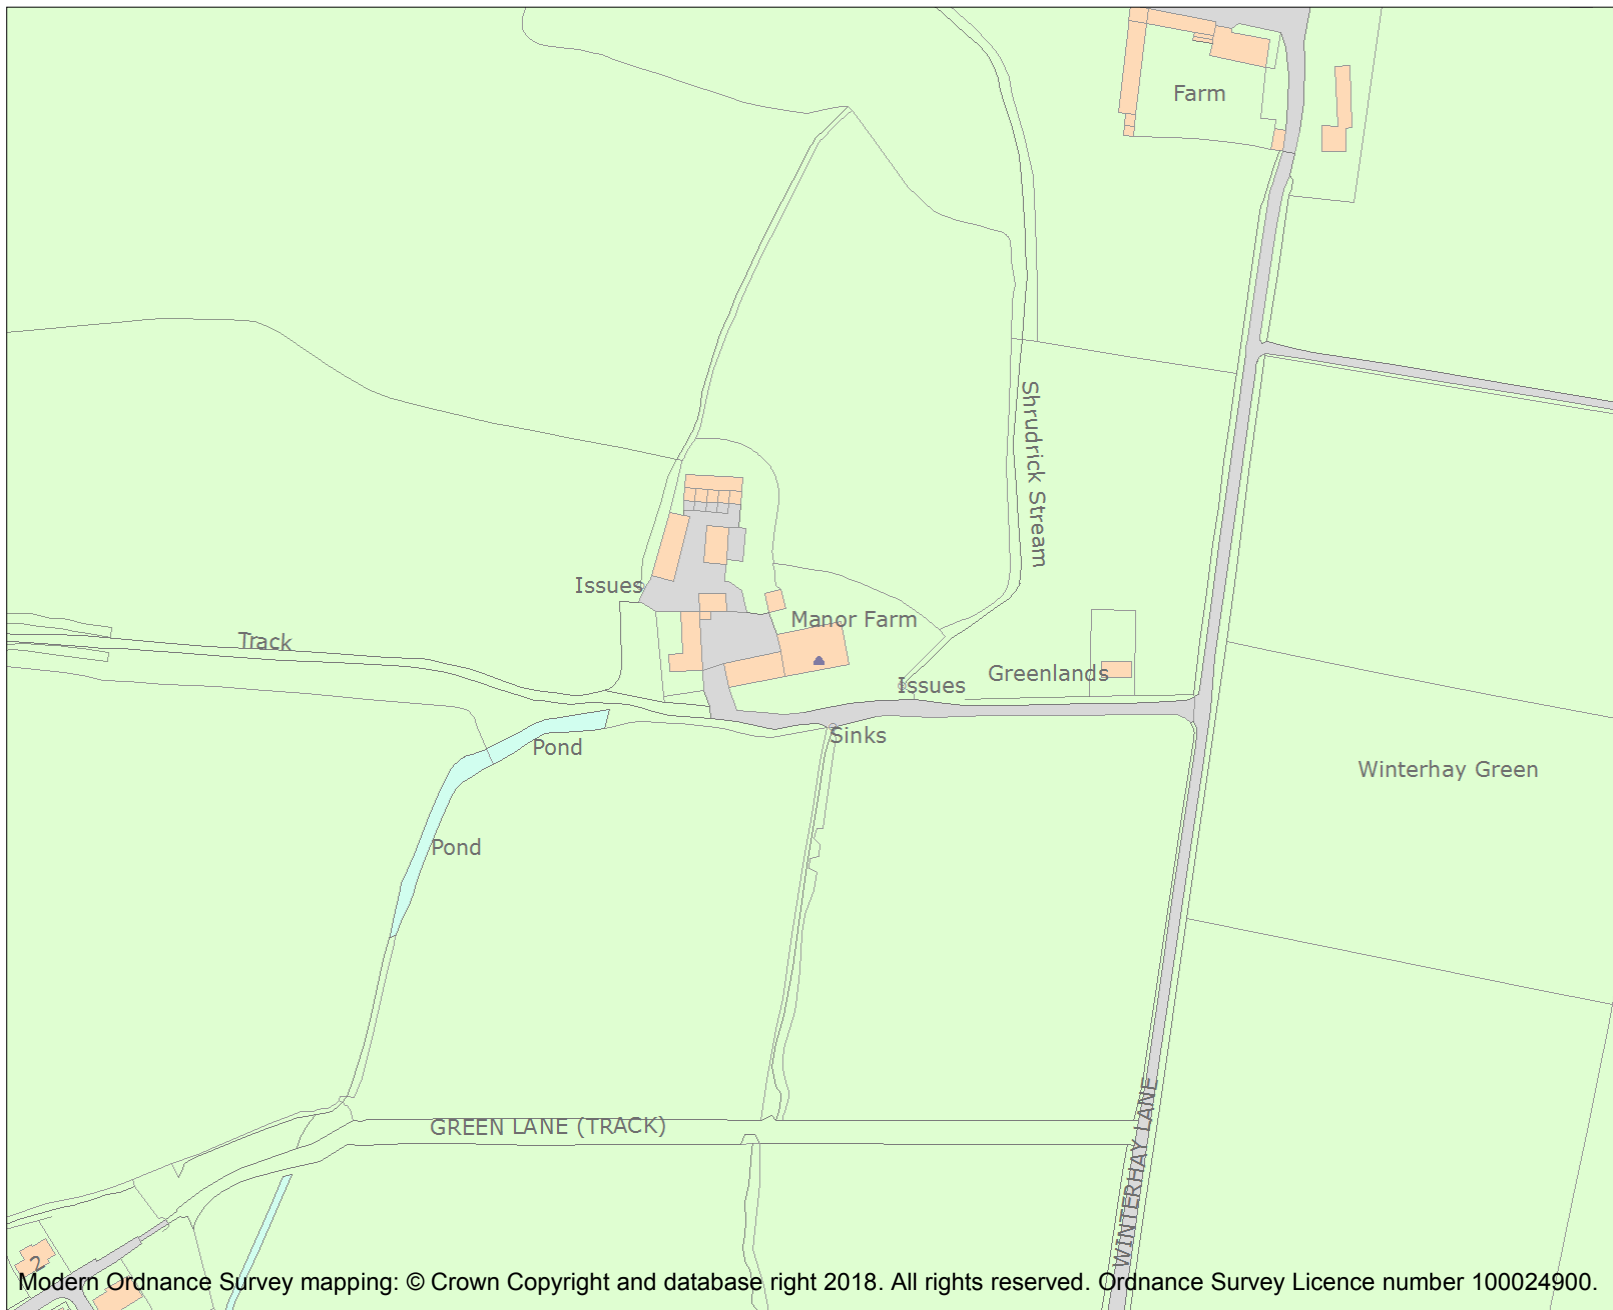 Farm
Shrudrick Stream
Issues
Manor Farm
Track
Greenlands
Issues
Sinks
Pond
Winterhay Green
Pond
GREEN LANE (TRACK)
WINTERHAY LANE
2
Modern Ordnance Survey mapping: © Crown Copyright and database right 2018. All rights reserved. Ordnance Survey Licence number 100024900.